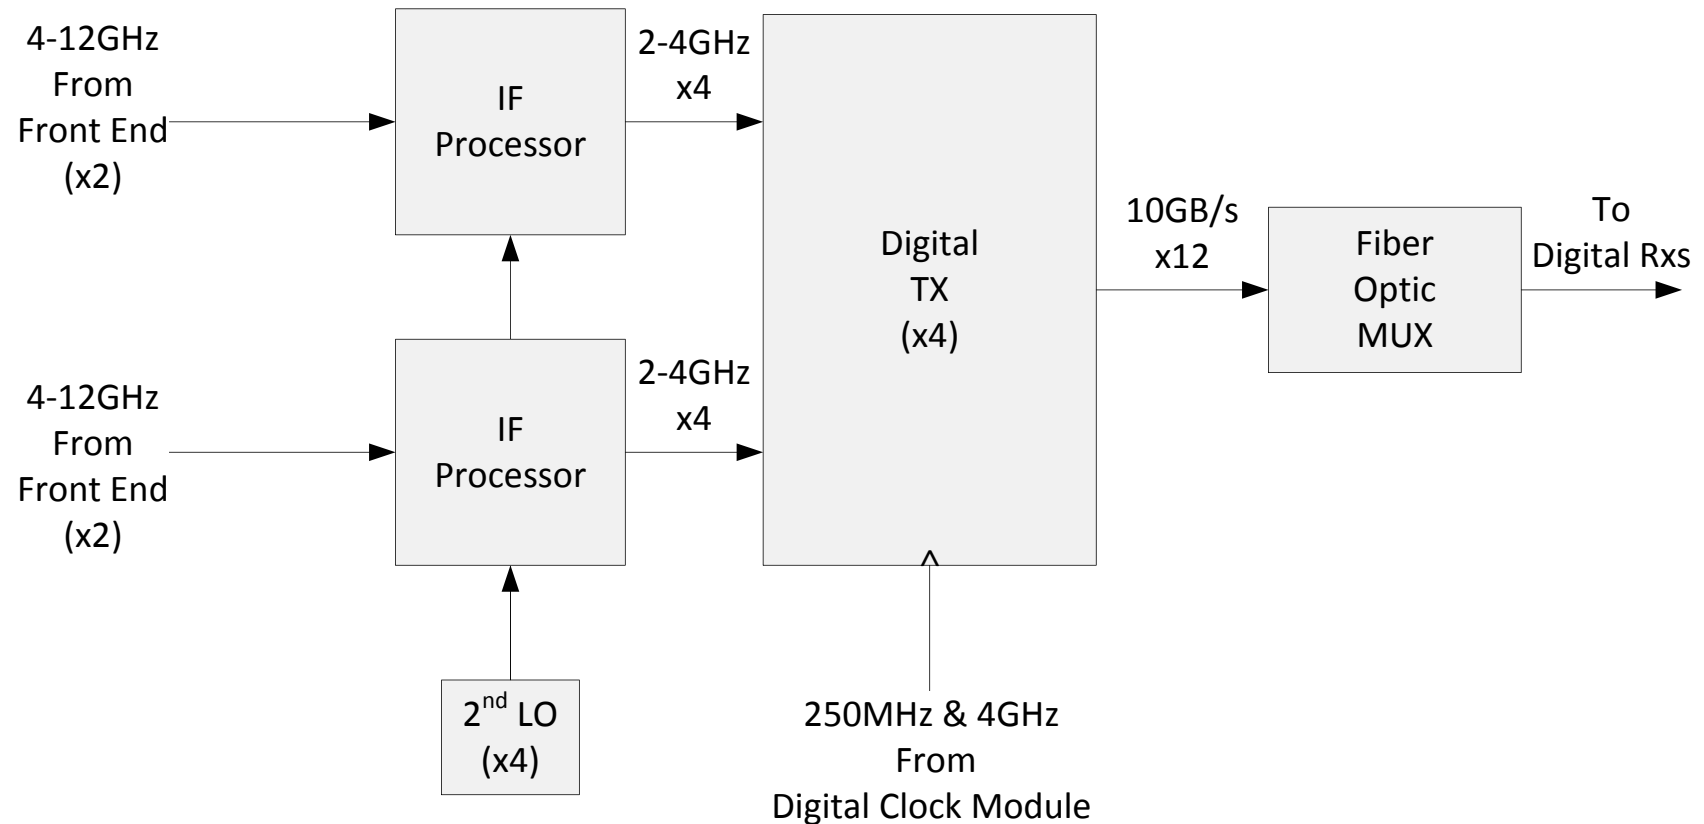 4-12GHz
From
Front End
(x2)
IF
Processor
2-4GHz
x4
4-12GHz
From
Front End
(x2)
IF
Processor
2-4GHz
x4
2nd LO
(x4)
Digital
TX
(x4)
250MHz & 4GHz
From
Digital Clock Module
10GB/s
x12
Fiber
Optic
MUX
To
Digital Rxs